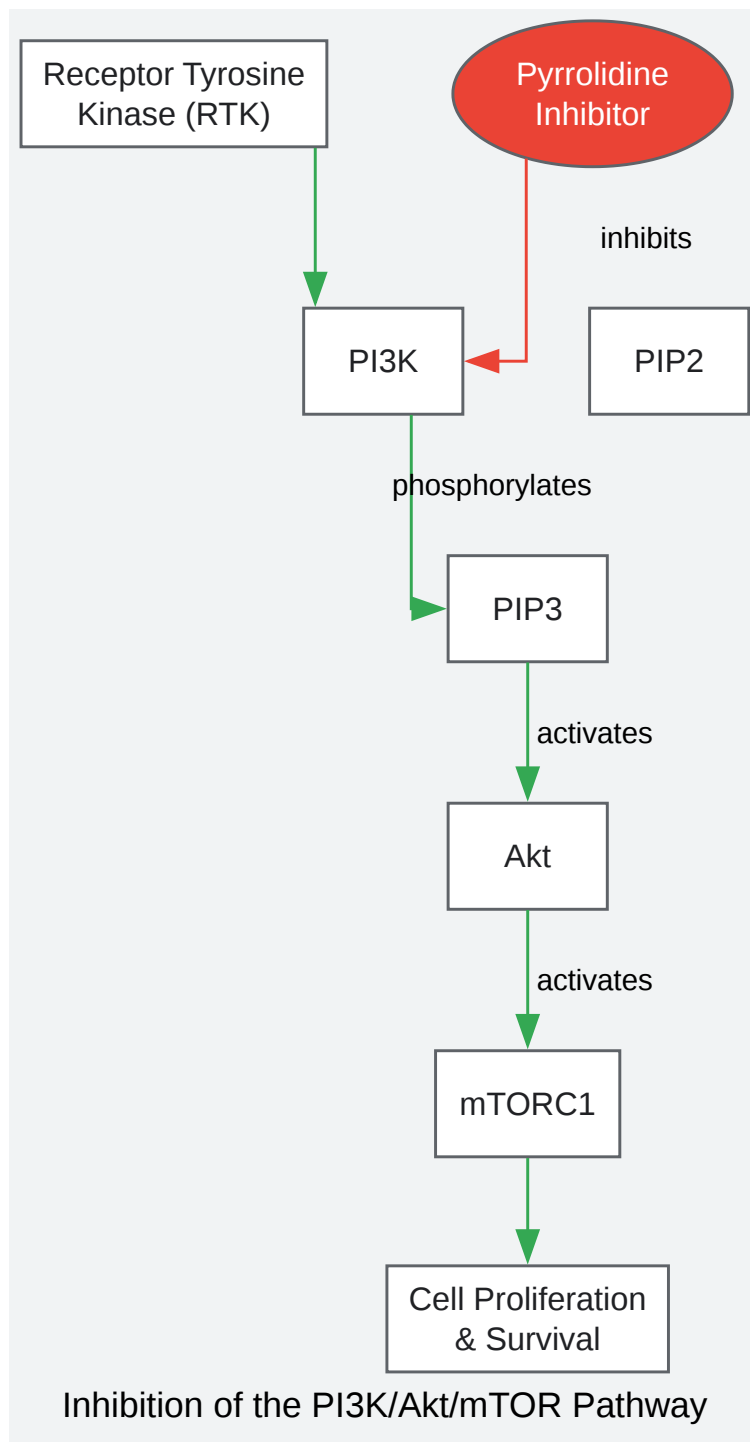 Receptor Tyrosine
Kinase (RTK)
Pyrrolidine
Inhibitor
inhibits
PI3K
PIP2
phosphorylates
PIP3
activates
Akt
activates
mTORC1
Cell Proliferation
& Survival
Inhibition of the PI3K/Akt/mTOR Pathway